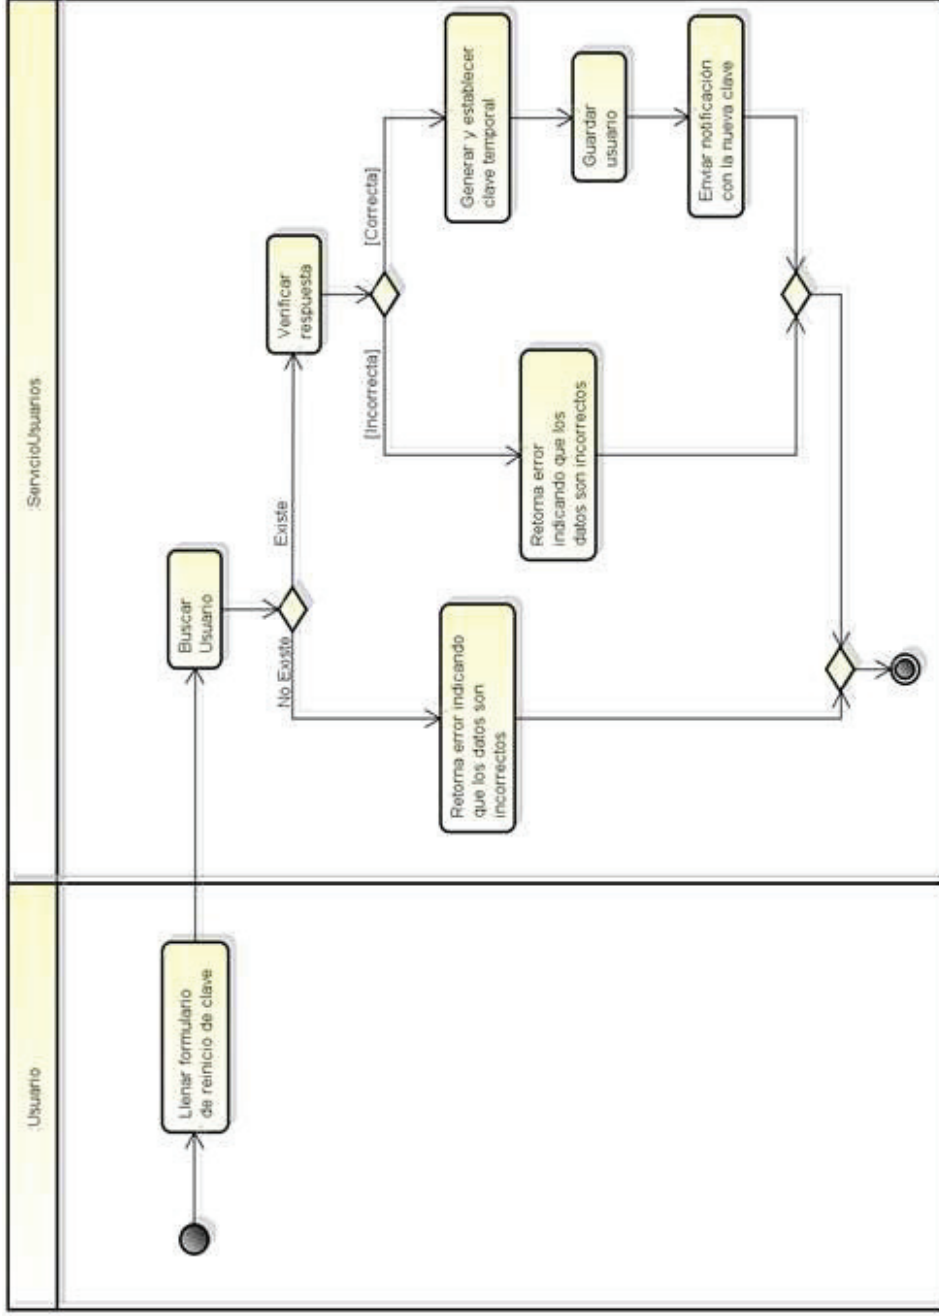 :Usuario
:ServicioUsuarios
Llenar formulario
de reinicio de clave
Buscar
Usuario
No Existe
Existe
Verificar
respuesta
[Incorrecta]
[Correcta]
Retorna error indicando
que los datos son
incorrectos
Retorna error
indicando que los
datos son incorrectos
Generar y establecer
clave temporal
Guardar
usuario
Enviar notificación
con la nueva clave